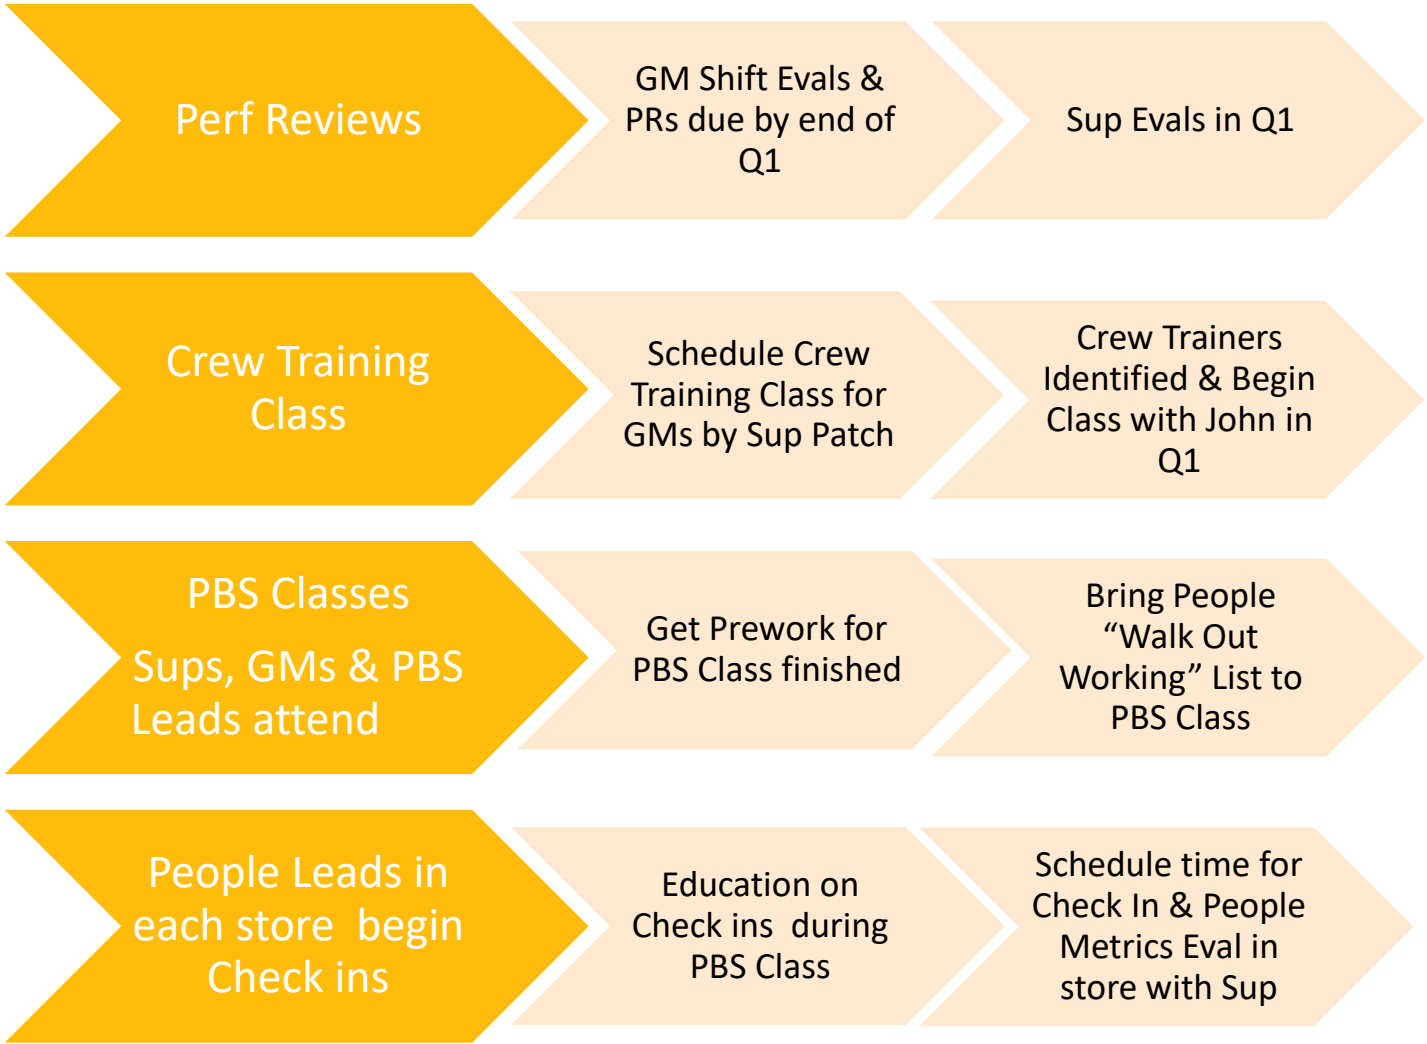 Perf Reviews
GM Shift Evals &
PRs due by end of
Q1
Sup Evals in Q1
Crew Training
Class
Schedule Crew
Training Class for
GMs by Sup Patch
Crew Trainers
Identified & Begin
Class with John in
Q1
PBS Classes
Sups, GMs & PBS
Leads attend
Get Prework for
PBS Class finished
Bring People
“Walk Out
Working” List to
PBS Class
People Leads in
each store  begin
Check ins
Education on
Check ins  during
PBS Class
Schedule time for
Check In & People
Metrics Eval in
store with Sup